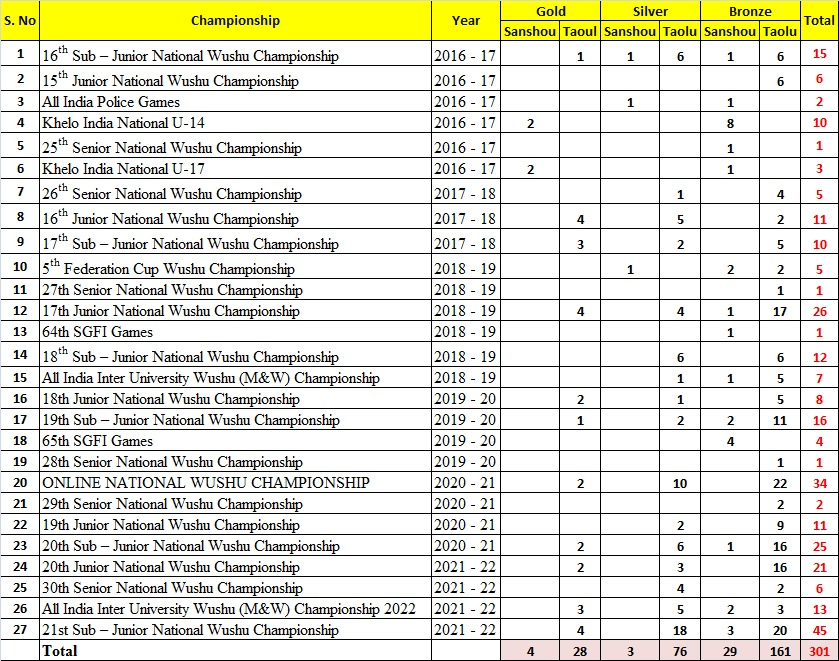 S. No Championship Year Gold Silver Bronze Total
Sanshou Taoul Sanshou Taolu Sanshou Taolu
1 16th Sub – Junior National Wushu Championship 2016 - 17 1 1 6 1 6 15
2 15th Junior National Wushu Championship 2016 - 17 6 6
3 All India Police Games 2016 - 17 1 1 2
4 Khelo India National U-14 2016 - 17 2 8 10
5 25th Senior National Wushu Championship 2016 - 17 1 1
6 Khelo India National U-17 2016 - 17 2 1 3
7 26th Senior National Wushu Championship 2017 - 18 1 4 5
8 16th Junior National Wushu Championship 2017 - 18 4 5 2 11
9 17th Sub – Junior National Wushu Championship 2017 - 18 3 2 5 10
10 5th Federation Cup Wushu Championship 2018 - 19 1 2 2 5
11 27th Senior National Wushu Championship 2018 - 19 1 1
12 17th Junior National Wushu Championship 2018 - 19 4 4 1 17 26
13 64th SGFI Games 2018 - 19 1 1
14 18th Sub – Junior National Wushu Championship 2018 - 19 6 6 12
15 All India Inter University Wushu (M&W) Championship 2018 - 19 1 1 5 7
16 18th Junior National Wushu Championship 2019 - 20 2 1 5 8
17 19th Sub – Junior National Wushu Championship 2019 - 20 1 2 2 11 16
18 65th SGFI Games 2019 - 20 4 4
19 28th Senior National Wushu Championship 2019 - 20 1 1
20 ONLINE NATIONAL WUSHU CHAMPIONSHIP 2020 - 21 2 10 22 34
21 29th Senior National Wushu Championship 2020 - 21 2 2
22 19th Junior National Wushu Championship 2020 - 21 2 9 11
23 20th Sub – Junior National Wushu Championship 2020 - 21 2 6 1 16 25
24 20th Junior National Wushu Championship 2021 - 22 2 3 16 21
25 30th Senior National Wushu Championship 2021 - 22 4 2 6
26 All India Inter University Wushu (M&W) Championship 2022 2021 - 22 3 5 2 3 13
27 21st Sub – Junior National Wushu Championship 2021 - 22 4 18 3 20 45
Total 4 28 3 76 29 161 301